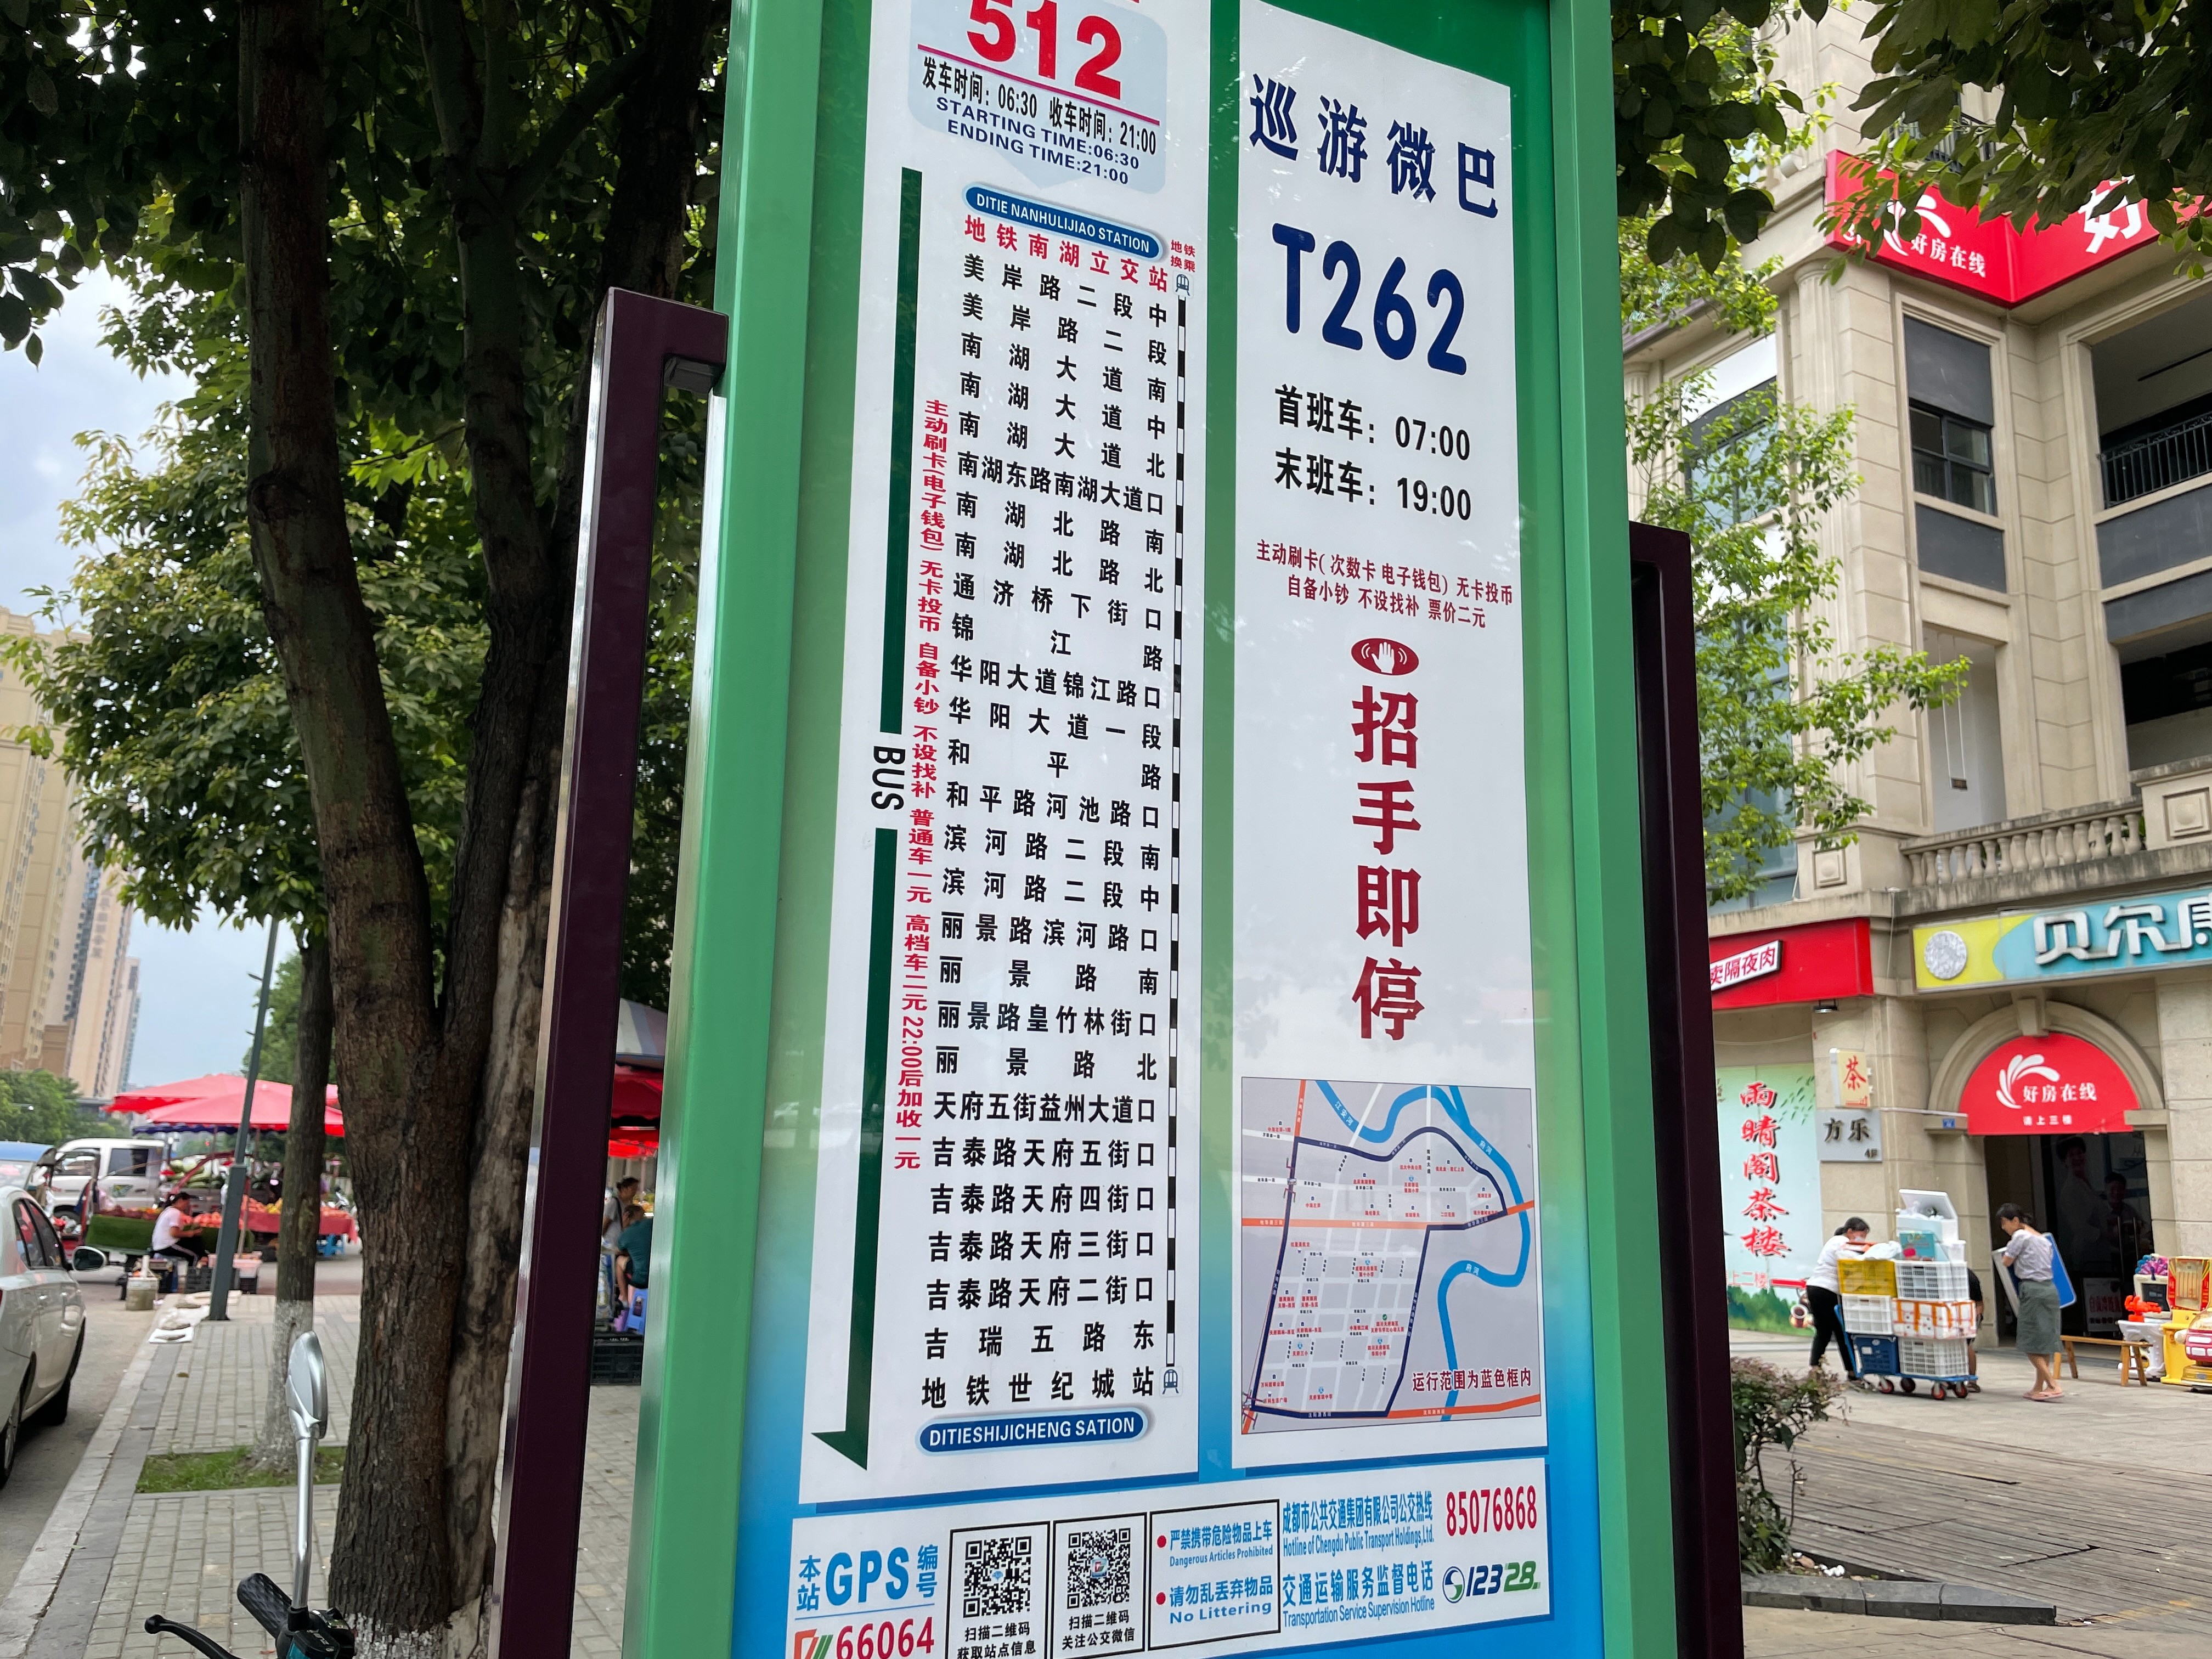 512
发车时间：06:30 收车时间：21:00
STARTING TIME:06:30
ENDING TIME:21:00
DITIE NANHULIJIAO STATION
地铁南湖立交站
地铁
换乘
美岸路二段中
美岸路二段
南湖大道南
南湖大道中
南湖大道北
南湖东路南湖大道口
南湖北路南
南湖北路北
通济桥下街口
锦江路
华阳大道锦江路口
华阳大道一段
和平路
和平路河池路口
滨河路二段南
滨河路二段中
丽景路滨河路口
丽景路南
丽景路皇竹林街口
丽景路北
天府五街益州大道口
吉泰路天府五街口
吉泰路天府四街口
吉泰路天府三街口
吉泰路天府二街口
吉瑞五路东
地铁世纪城站
DITIESHIJICHENG SATION
BUS
主动刷卡(电子钱包) 无卡投币 自备小钞 不设找补 普通车一元 高档车二元 22:00后加收一元
巡游微巴
T262
首班车：07:00
末班车：19:00
主动刷卡( 次数卡 电子钱包) 无卡投币
自备小钞 不设找补 票价二元
招手即停
江安河
府河
府河
运行范围为蓝色框内
本站GPS编号
66064
扫描二维码
获取站点信息
扫描二维码
关注公交微信
严禁携带危险物品上车
Dangerous Articles Prohibited
请勿乱丢弃物品
No Littering
成都市公共交通集团有限公司公交热线
Hotline of Chengdu Public Transport Holdings,Ltd.
85076868
交通运输服务监督电话
Transportation Service Supervision Hotline
12328
好房在线
好
卖隔夜肉
贝尔康
好房在线
请上三楼
茶
方乐
雨晴阁茶楼
上二楼